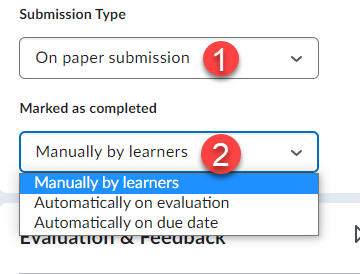 Submission Type
On paper submission
1
Marked as completed
Manually by learners
2
Manually by learners
Automatically on evaluation
Automatically on due date
Evaluation & Feedback